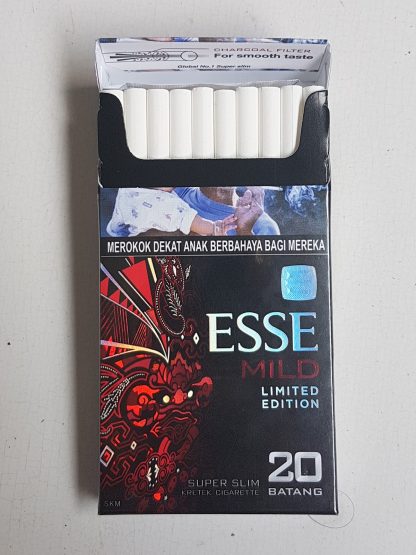 CHARCOAL FILTER
For smooth taste
Global No.1 Super slim
MEROKOK DEKAT ANAK BERBAHAYA BAGI MEREKA
ESSE
MILD
LIMITED
EDITION
SUPER SLIM
KRETEK CIGARETTE
20
BATANG
SKM